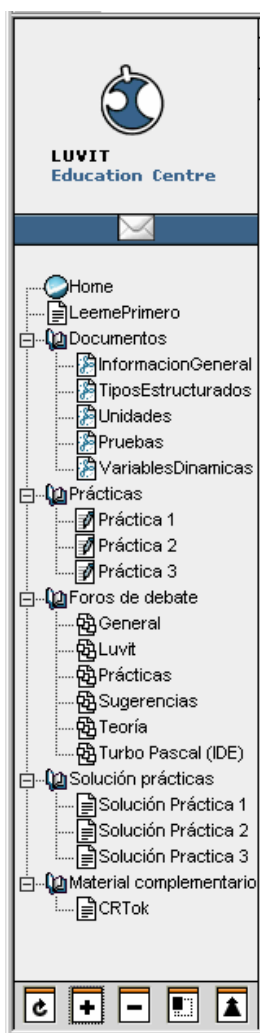 LUVIT
Education Centre
Home
LeemePrimero
Documentos
InformacionGeneral
TiposEstructurados
Unidades
Pruebas
VariablesDinamicas
Prácticas
Práctica 1
Práctica 2
Práctica 3
Foros de debate
General
Luvit
Prácticas
Sugerencias
Teoría
Turbo Pascal (IDE)
Solución prácticas
Solución Práctica 1
Solución Práctica 2
Solución Practica 3
Material complementario
CRTok